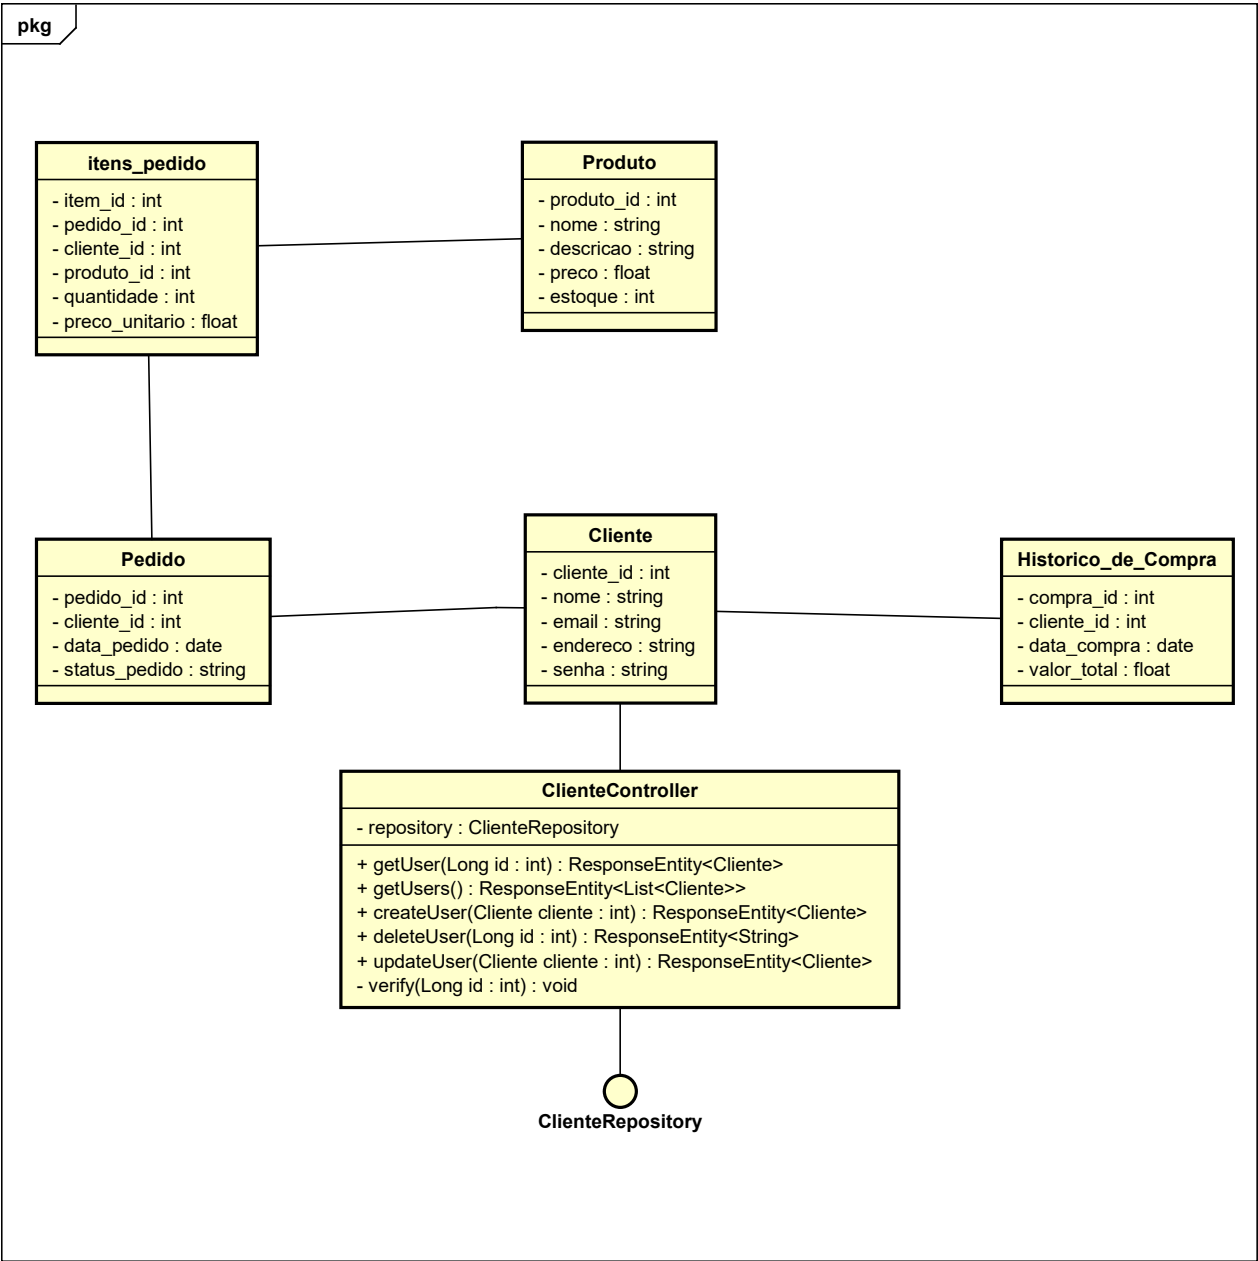 pkg
itens_pedido
- item_id : int
- pedido_id : int
- cliente_id : int
- produto_id : int
- quantidade : int
- preco_unitario : float
Produto
- produto_id : int
- nome : string
- descricao : string
- preco : float
- estoque : int
Pedido
- pedido_id : int
- cliente_id : int
- data_pedido : date
- status_pedido : string
Cliente
- cliente_id : int
- nome : string
- email : string
- endereco : string
- senha : string
Historico_de_Compra
- compra_id : int
- cliente_id : int
- data_compra : date
- valor_total : float
ClienteController
- repository : ClienteRepository
+ getUser(Long id : int) : ResponseEntity<Cliente>
+ getUsers() : ResponseEntity<List<Cliente>>
+ createUser(Cliente cliente : int) : ResponseEntity<Cliente>
+ deleteUser(Long id : int) : ResponseEntity<String>
+ updateUser(Cliente cliente : int) : ResponseEntity<Cliente>
- verify(Long id : int) : void
ClienteRepository